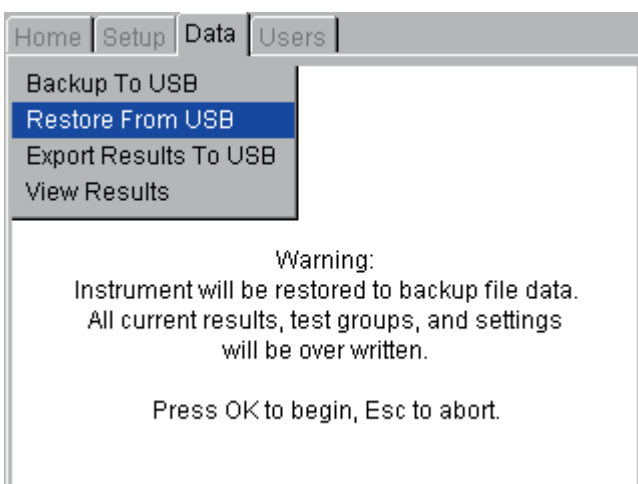 Home Setup Data Users
Backup To USB
Restore From USB
Export Results To USB
View Results
Warning:
Instrument will be restored to backup file data.
All current results, test groups, and settings
will be over written.
Press OK to begin, Esc to abort.